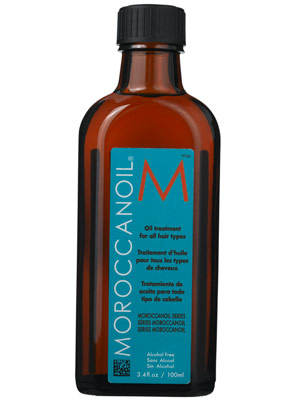 MOROCCANOIL®
M
Oil treatment
for all hair types
Traitement d'huile
pour tous les types
de cheveux
Tratamiento de
aceite para todo
tipo de cabello
MOROCCANOIL SERIES
SÉRIES MOROCCANOIL
SERIES MOROCCANOIL
Alcohol Free
Sans Alcool
Sin Alcohol
3.4 fl.oz / 100ml